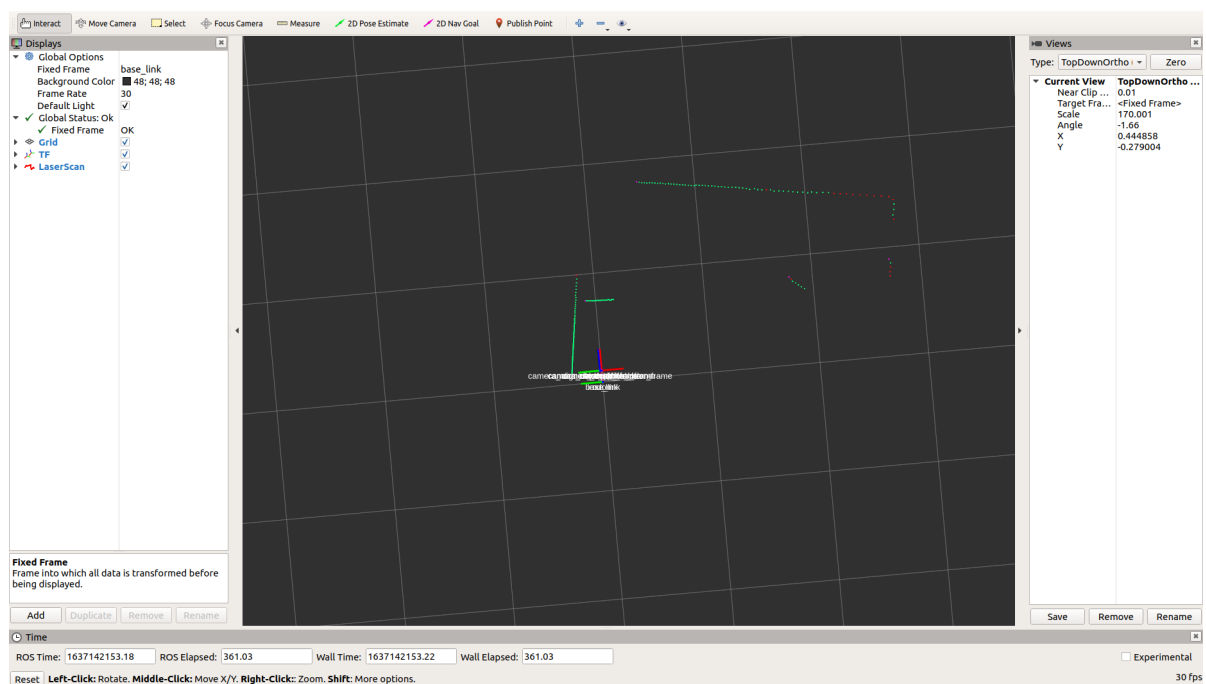 Interact Move Camera Select Focus Camera Measure 2D Pose Estimate 2D Nav Goal Publish Point
Displays
Global Options
Fixed Frame base_link
Background Color 48; 48; 48
Frame Rate 30
Default Light
Global Status: Ok
Fixed Frame OK
Grid
TF
LaserScan
Fixed Frame
Frame into which all data is transformed before
being displayed.
Add Duplicate Remove Rename
Views
Type: TopDownOrtho Zero
Current View TopDownOrtho ...
Near Clip ... 0.01
Target Fra... <Fixed Frame>
Scale 170.001
Angle -1.66
X 0.444858
Y -0.279004
Save Remove Rename
Time
ROS Time: 1637142153.18 ROS Elapsed: 361.03 Wall Time: 1637142153.22 Wall Elapsed: 361.03 Experimental
Reset Left-Click: Rotate. Middle-Click: Move X/Y. Right-Click:: Zoom. Shift: More options. 30 fps